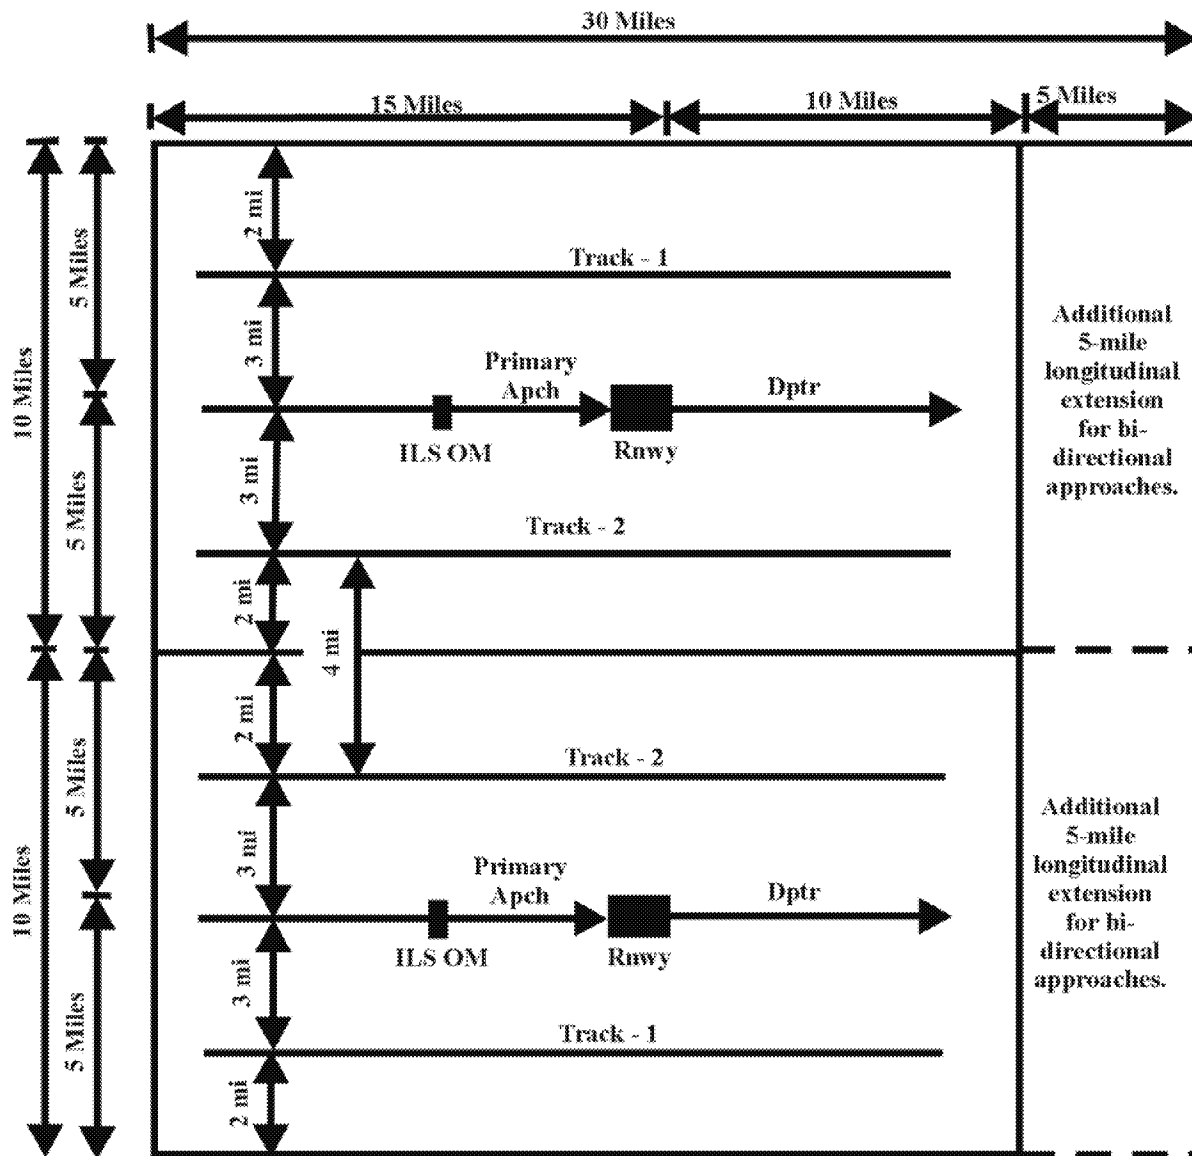 30 Miles
15 Miles
10 Miles
5 Miles
2 mi
Track - 1
5 Miles
3 mi
Additional
5-mile
longitudinal
extension
for bi-
directional
approaches.
10 Miles
Primary
Apch
Dptr
ILS OM
Rnwy
3 mi
5 Miles
Track - 2
2 mi
4 mi
2 mi
5 Miles
Track - 2
3 mi
Additional
5-mile
longitudinal
extension
for bi-
directional
approaches.
10 Miles
Primary
Apch
Dptr
ILS OM
Rnwy
3 mi
5 Miles
Track - 1
2 mi